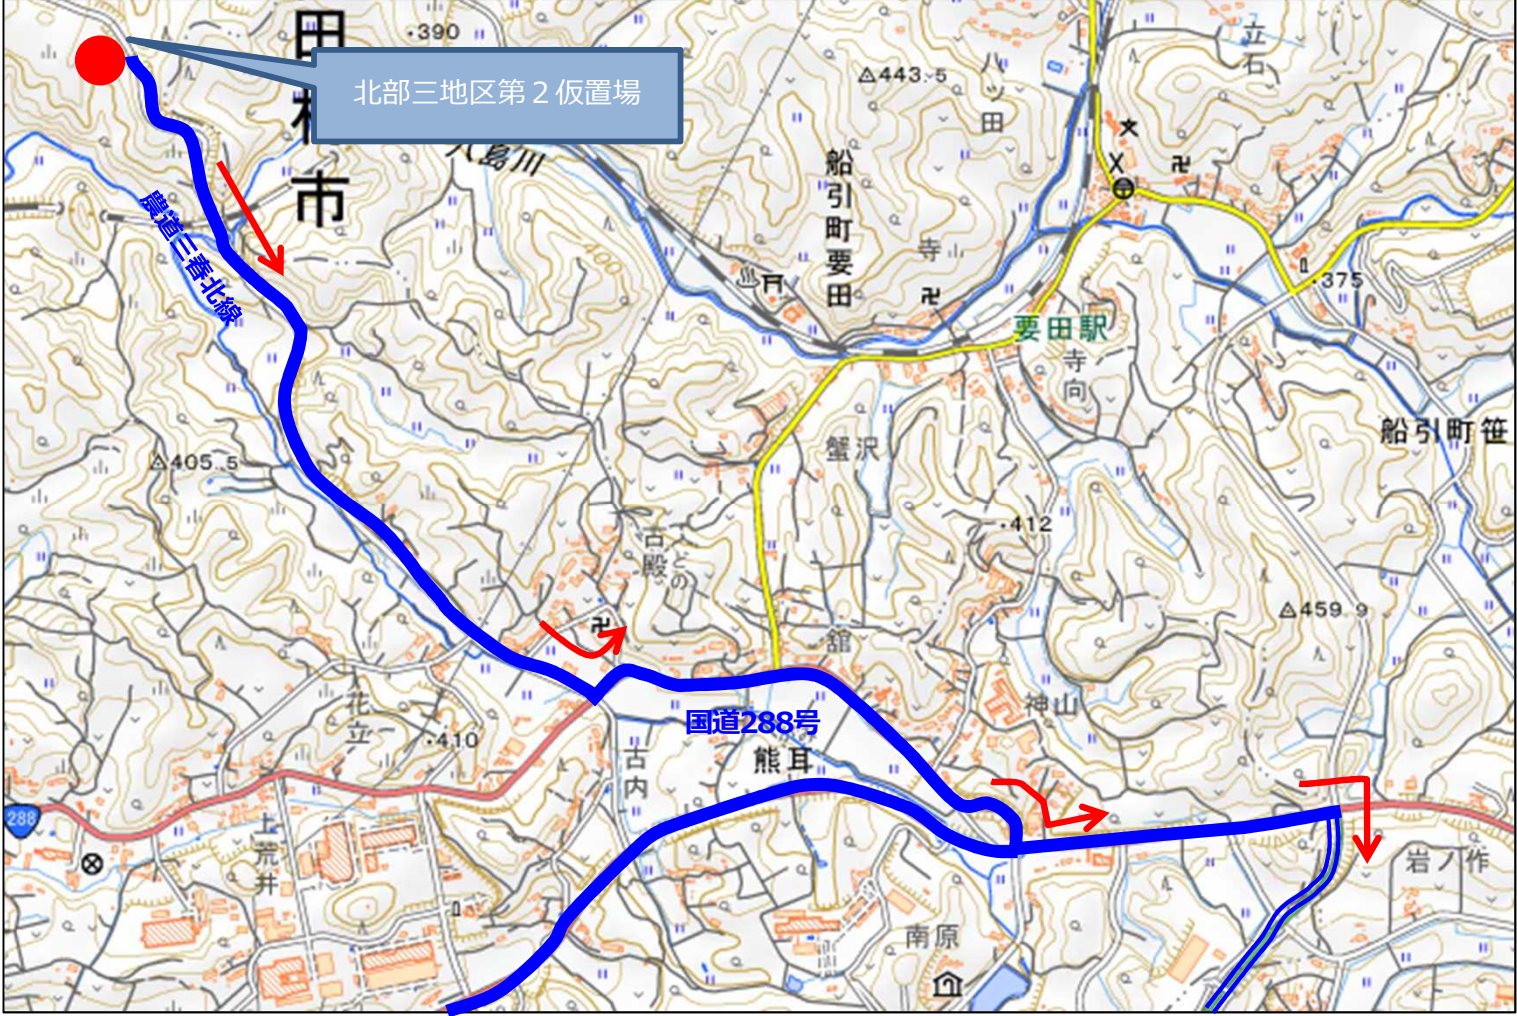 田村市
・390
北部三地区第２仮置場
八島川
443.5
八ッ田
立石
船引町要田
寺山
農道三春北線
400
・375
要田駅
寺向
船引町笹
蟹沢
405.5
・412
古殿
459.9
舘
神山
花立
・410
国道288号
熊耳
古内
288
上荒井
岩ノ作
南原